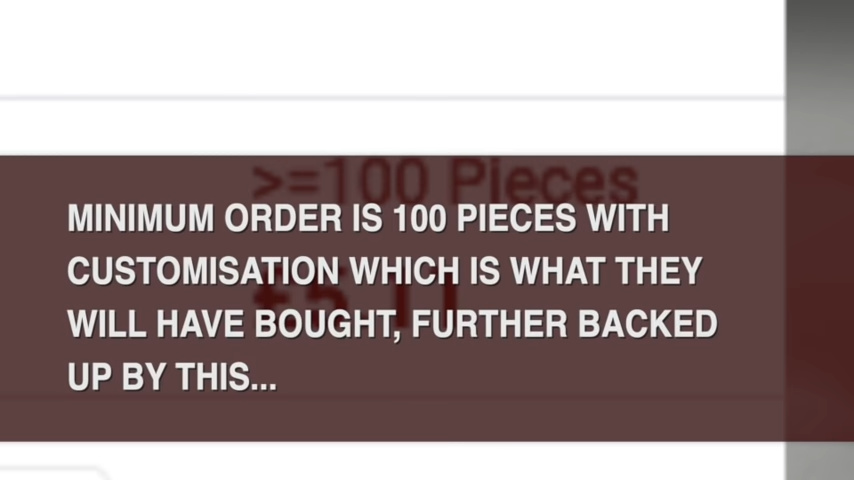 >=100 Pieces
MINIMUM ORDER IS 100 PIECES WITH
CUSTOMISATION WHICH IS WHAT THEY
WILL HAVE BOUGHT, FURTHER BACKED
UP BY THIS...